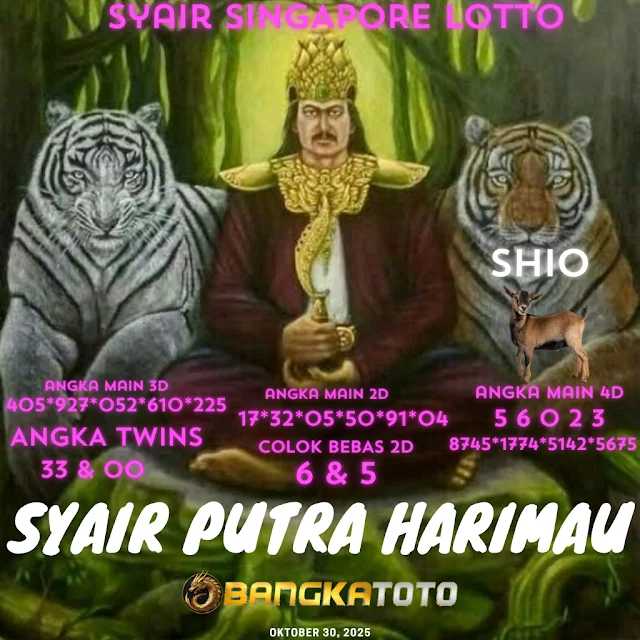 SYAIR SINGAPORE LOTTO
SHIO
ANGKA MAIN 3D
405*927*052*610*225
ANGKA TWINS
33 & 00
ANGKA MAIN 2D
17*32*05*50*91*04
COLOK BEBAS 2D
6 & 5
ANGKA MAIN 4D
5 6 0 2 3
8745*1774*5142*5675
SYAIR PUTRA HARIMAU
BANGKATOTO
OKTOBER 30, 2025